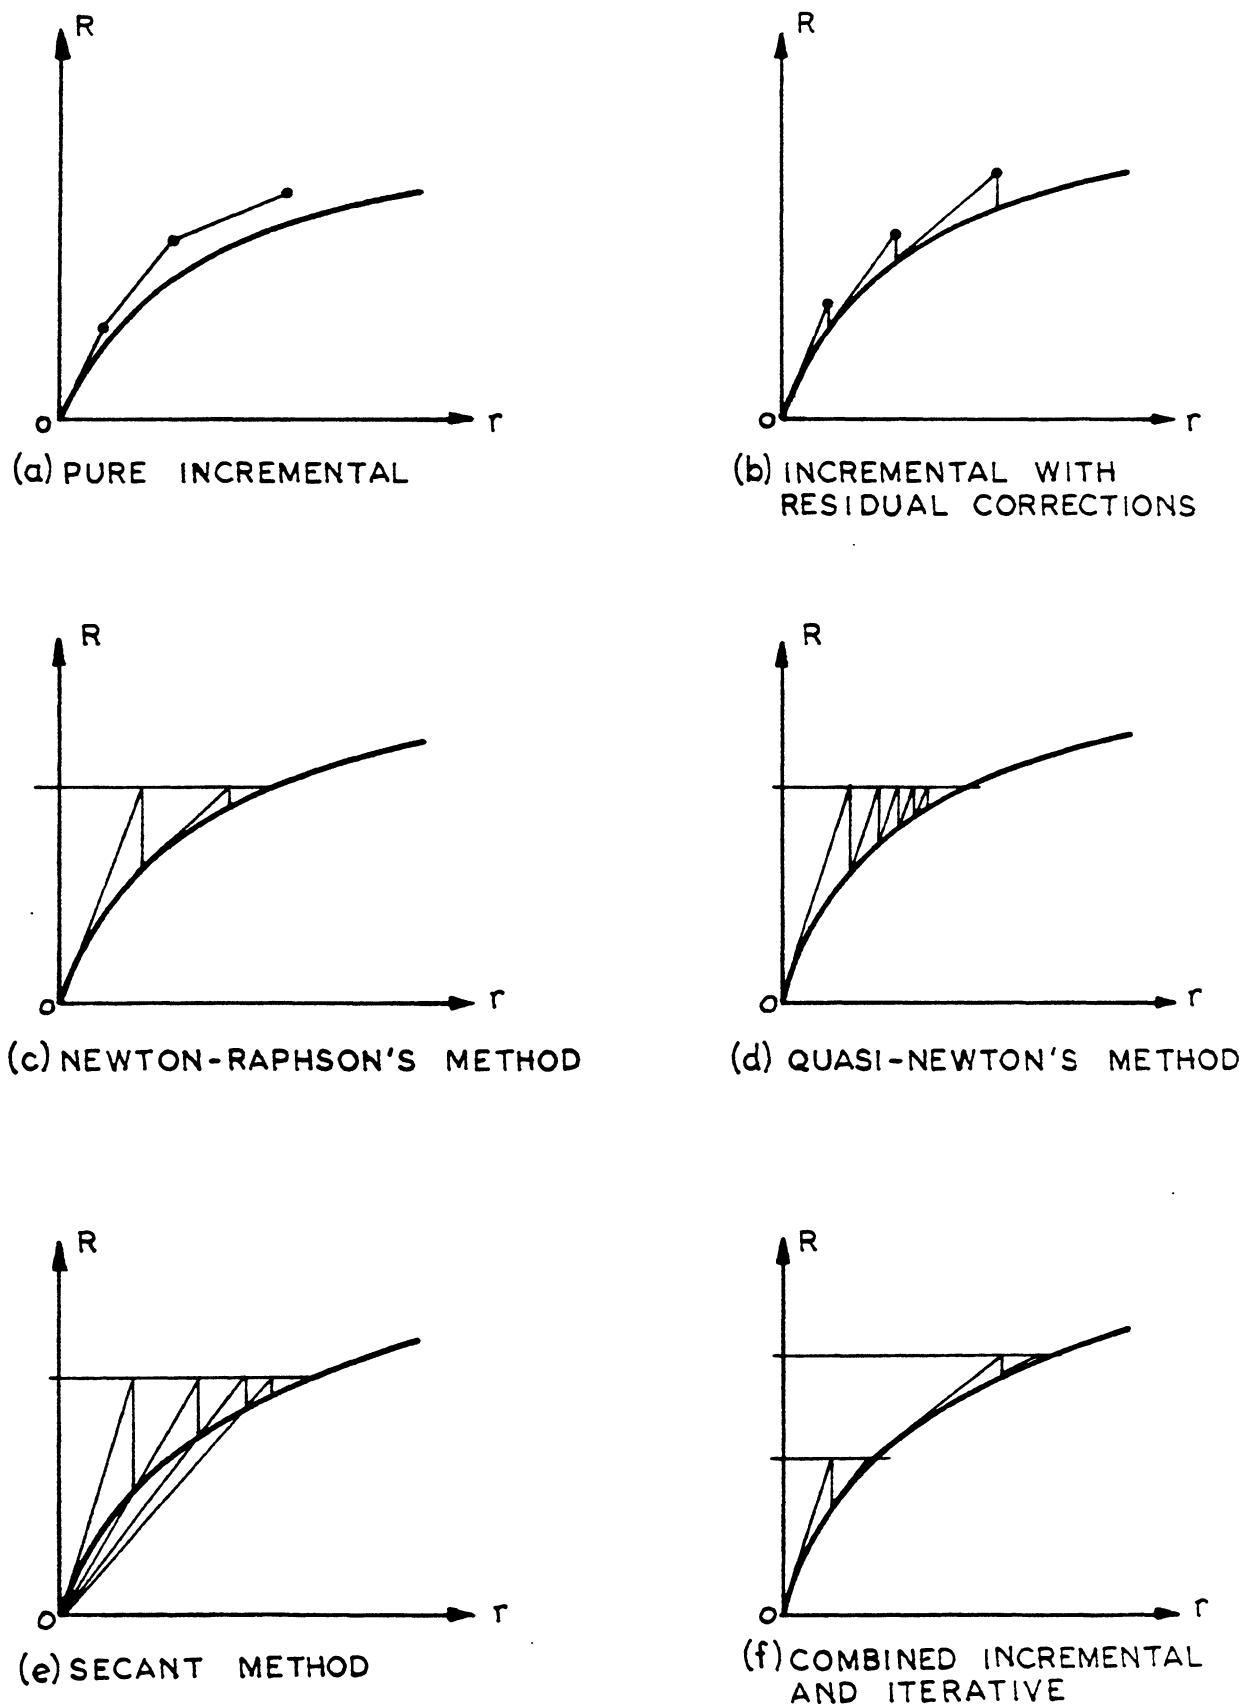 R
R
O
r
O
r
(a) PURE INCREMENTAL
(b) INCREMENTAL WITH
RESIDUAL CORRECTIONS
R
R
O
r
O
r
(c) NEWTON-RAPHSON'S METHOD
(d) QUASI-NEWTON'S METHOD
R
R
O
r
O
r
(e) SECANT METHOD
(f) COMBINED INCREMENTAL
AND ITERATIVE